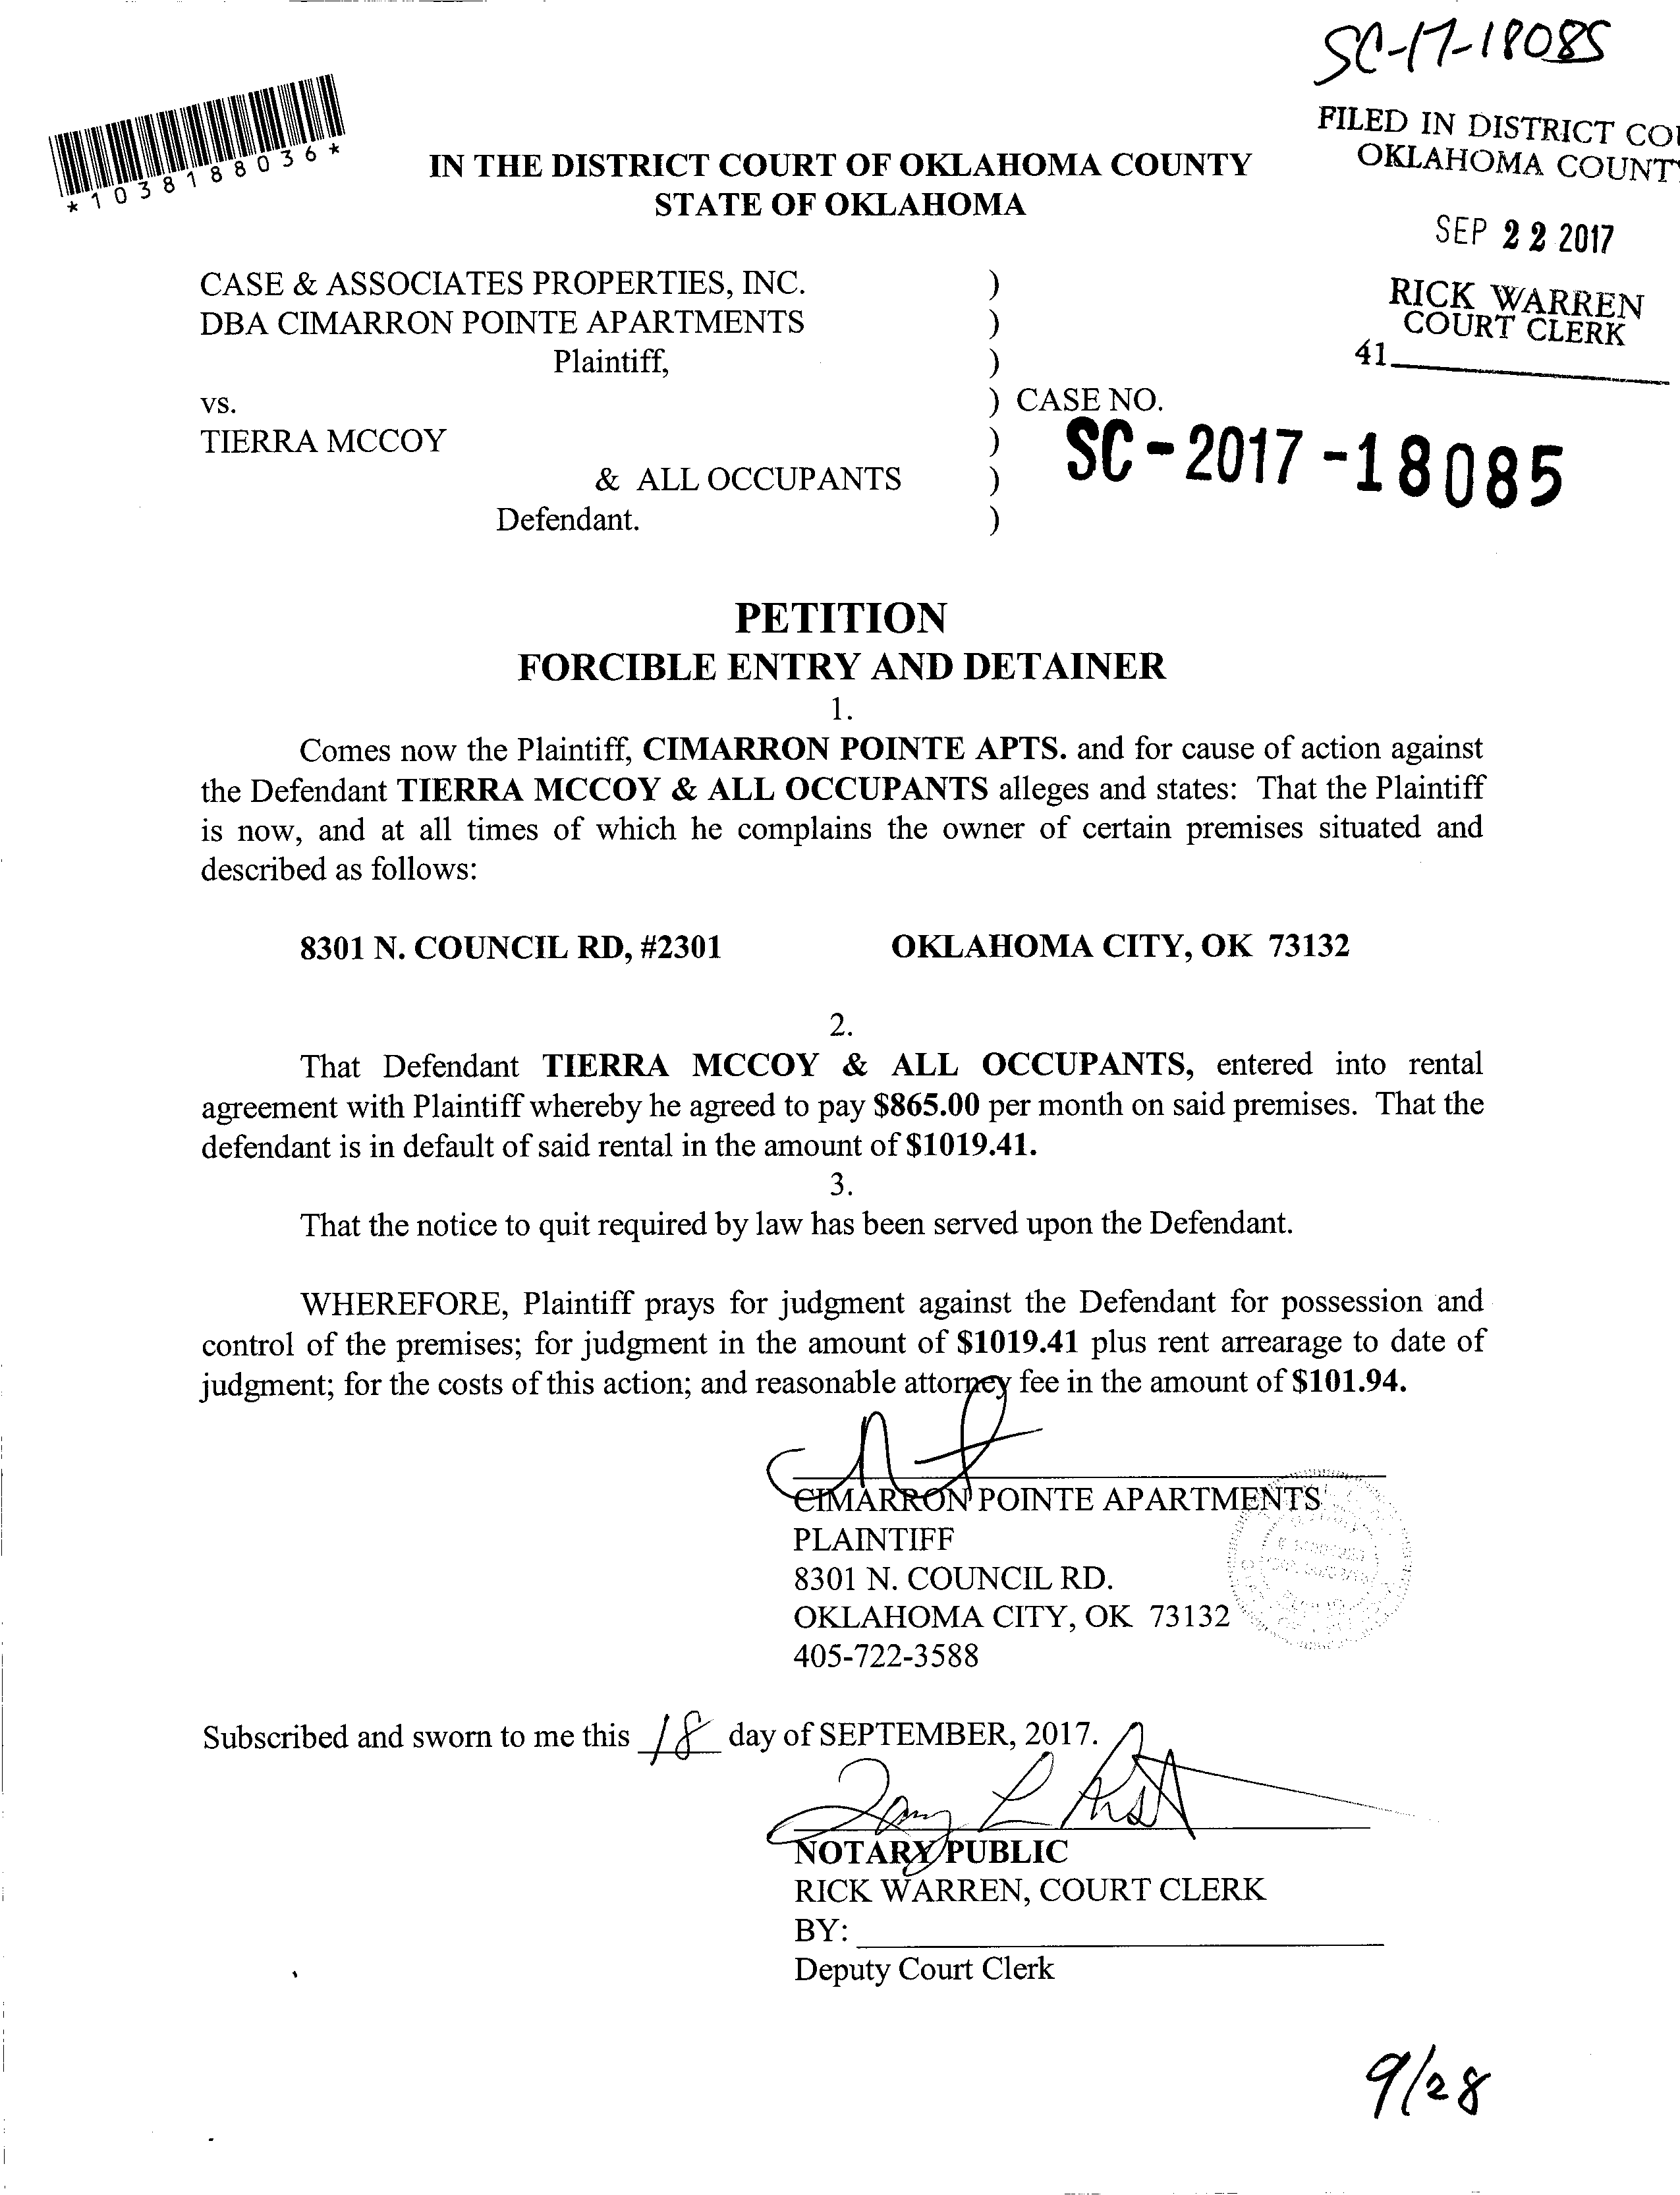 SC-17-18085
FILED IN DISTRICT COU
OKLAHOMA COUNTY
*1038188036*
IN THE DISTRICT COURT OF OKLAHOMA COUNTY
STATE OF OKLAHOMA
SEP 22 2017
RICK WARREN
COURT CLERK
41
CASE & ASSOCIATES PROPERTIES, INC. )
DBA CIMARRON POINTE APARTMENTS )
Plaintiff, )
vs. ) CASE NO.
TIERRA MCCOY ) SC-2017-18085
& ALL OCCUPANTS )
Defendant. )
PETITION
FORCIBLE ENTRY AND DETAINER
1.
Comes now the Plaintiff, CIMARRON POINTE APTS. and for cause of action against
the Defendant TIERRA MCCOY & ALL OCCUPANTS alleges and states: That the Plaintiff
is now, and at all times of which he complains the owner of certain premises situated and
described as follows:
8301 N. COUNCIL RD, #2301 OKLAHOMA CITY, OK 73132
2.
That Defendant TIERRA MCCOY & ALL OCCUPANTS, entered into rental
agreement with Plaintiff whereby he agreed to pay $865.00 per month on said premises. That the
defendant is in default of said rental in the amount of $1019.41.
3.
That the notice to quit required by law has been served upon the Defendant.
WHEREFORE, Plaintiff prays for judgment against the Defendant for possession and
control of the premises; for judgment in the amount of $1019.41 plus rent arrearage to date of
judgment; for the costs of this action; and reasonable attorney fee in the amount of $101.94.
CIMARRON POINTE APARTMENTS
PLAINTIFF
8301 N. COUNCIL RD.
OKLAHOMA CITY, OK 73132
405-722-3588
Subscribed and sworn to me this 18 day of SEPTEMBER, 2017.
NOTARY PUBLIC
RICK WARREN, COURT CLERK
BY:
Deputy Court Clerk
9/28